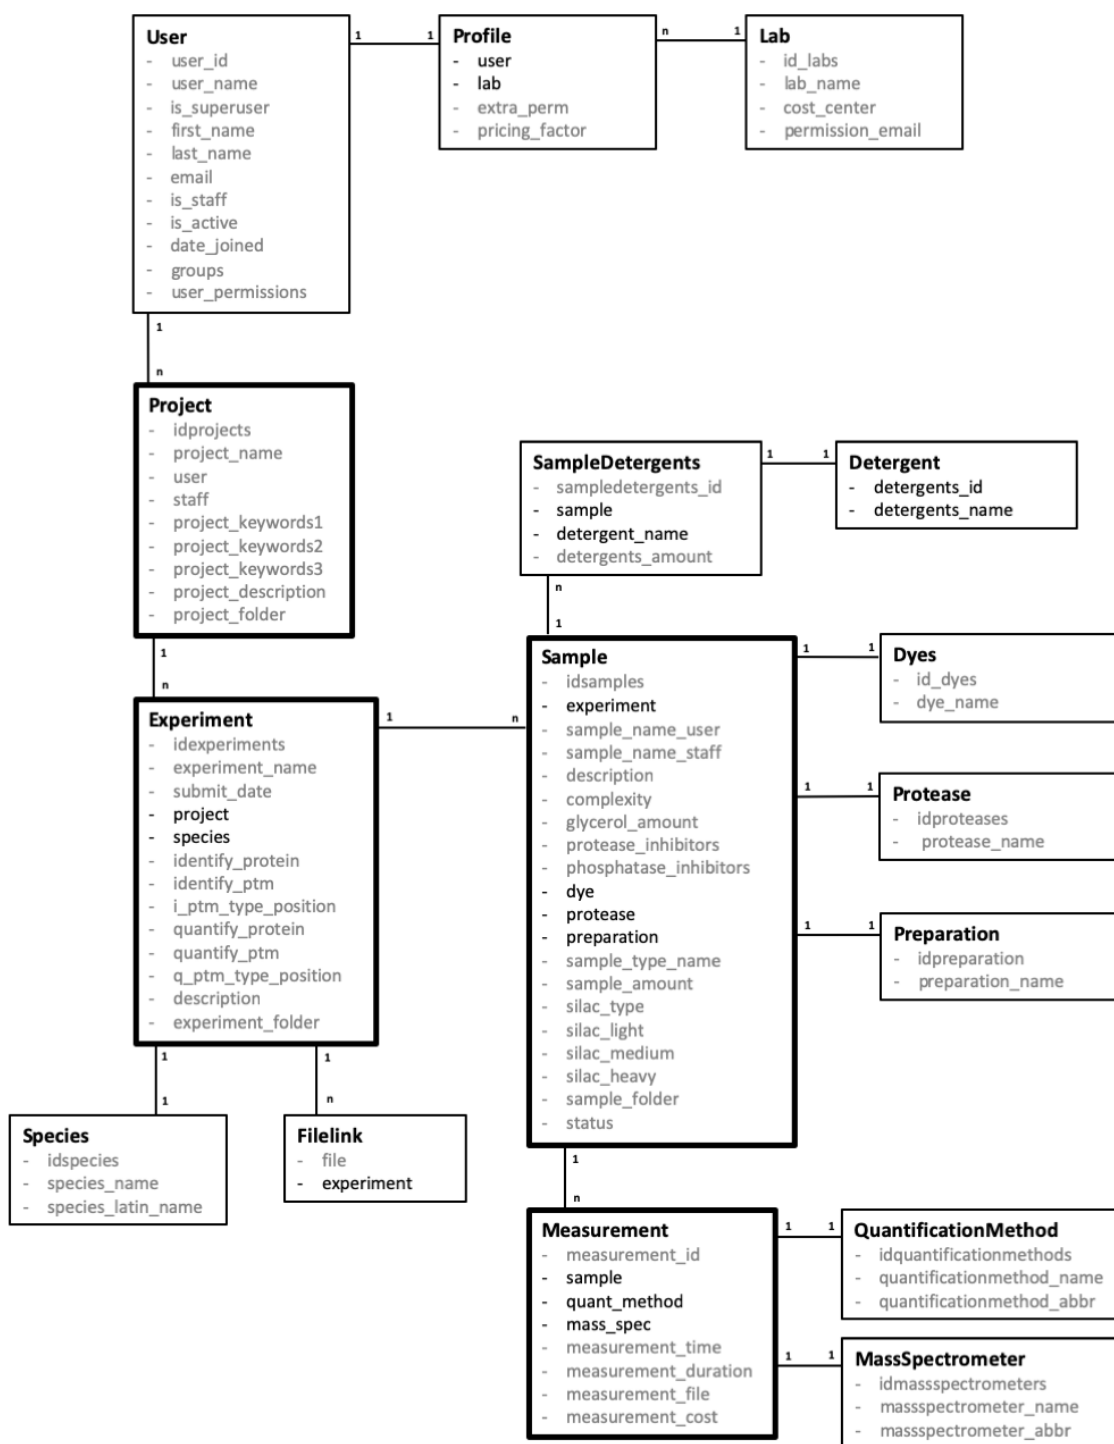 User
- user_id
- user_name
- is_superuser
- first_name
- last_name
- email
- is_staff
- is_active
- date_joined
- groups
- user_permissions
1 1
Profile
- user
- lab
- extra_perm
- pricing_factor
n 1
Lab
- id_labs
- lab_name
- cost_center
- permission_email
1
n
Project
- idprojects
- project_name
- user
- staff
- project_keywords1
- project_keywords2
- project_keywords3
- project_description
- project_folder
1
n
SampleDetergents
- sampledetergents_id
- sample
- detergent_name
- detergents_amount
1 1
Detergent
- detergents_id
- detergents_name
n
1
Experiment
- idexperiments
- experiment_name
- submit_date
- project
- species
- identify_protein
- identify_ptm
- i_ptm_type_position
- quantify_protein
- quantify_ptm
- q_ptm_type_position
- description
- experiment_folder
1 n
Sample
- idsamples
- experiment
- sample_name_user
- sample_name_staff
- description
- complexity
- glycerol_amount
- protease_inhibitors
- phosphatase_inhibitors
- dye
- protease
- preparation
- sample_type_name
- sample_amount
- silac_type
- silac_light
- silac_medium
- silac_heavy
- sample_folder
- status
1 1
Dyes
- id_dyes
- dye_name
1 1
Protease
- idproteases
- protease_name
1 1
Preparation
- idpreparation
- preparation_name
1
1
Species
- idspecies
- species_name
- species_latin_name
1
n
Filelink
- file
- experiment
1
n
Measurement
- measurement_id
- sample
- quant_method
- mass_spec
- measurement_time
- measurement_duration
- measurement_file
- measurement_cost
1 1
QuantificationMethod
- idquantificationmethods
- quantificationmethod_name
- quantificationmethod_abbr
1 1
MassSpectrometer
- idmassspectrometers
- massspectrometer_name
- massspectrometer_abbr